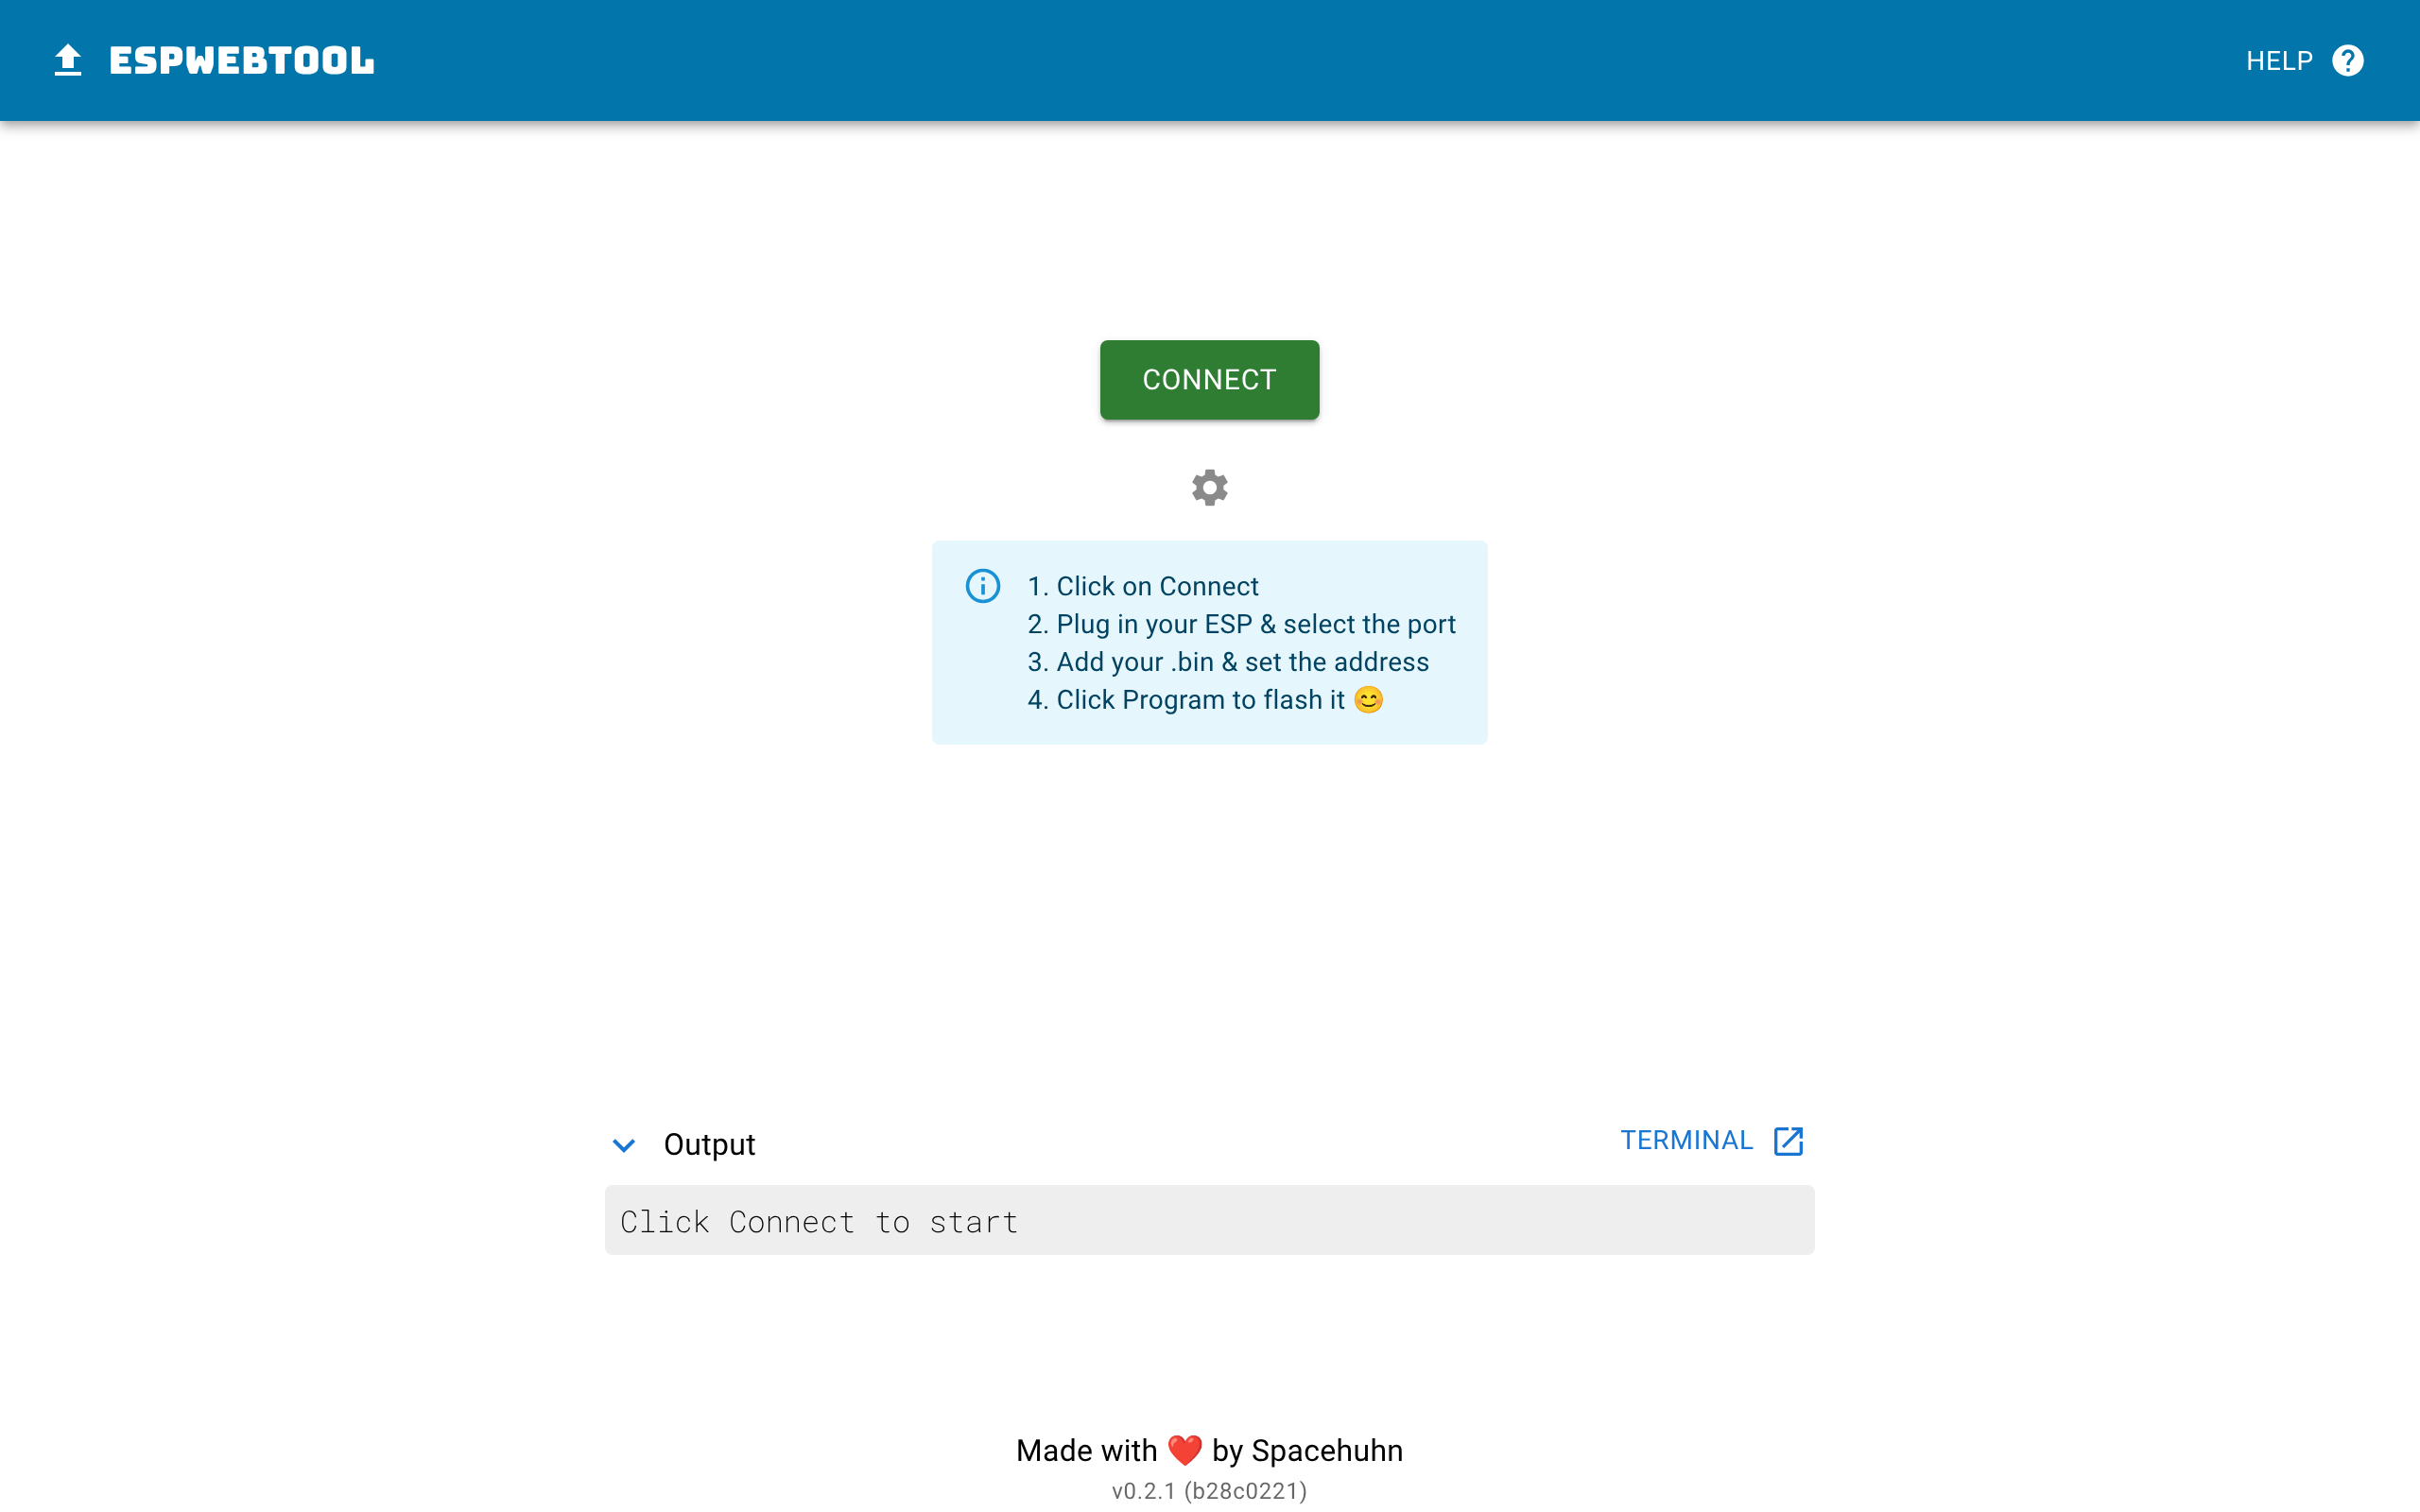 ESPWEBTOOL
HELP
CONNECT
1. Click on Connect
2. Plug in your ESP & select the port
3. Add your .bin & set the address
4. Click Program to flash it 😊
Output
TERMINAL
Click Connect to start
Made with ❤️ by Spacehuhn
v0.2.1 (b28c0221)